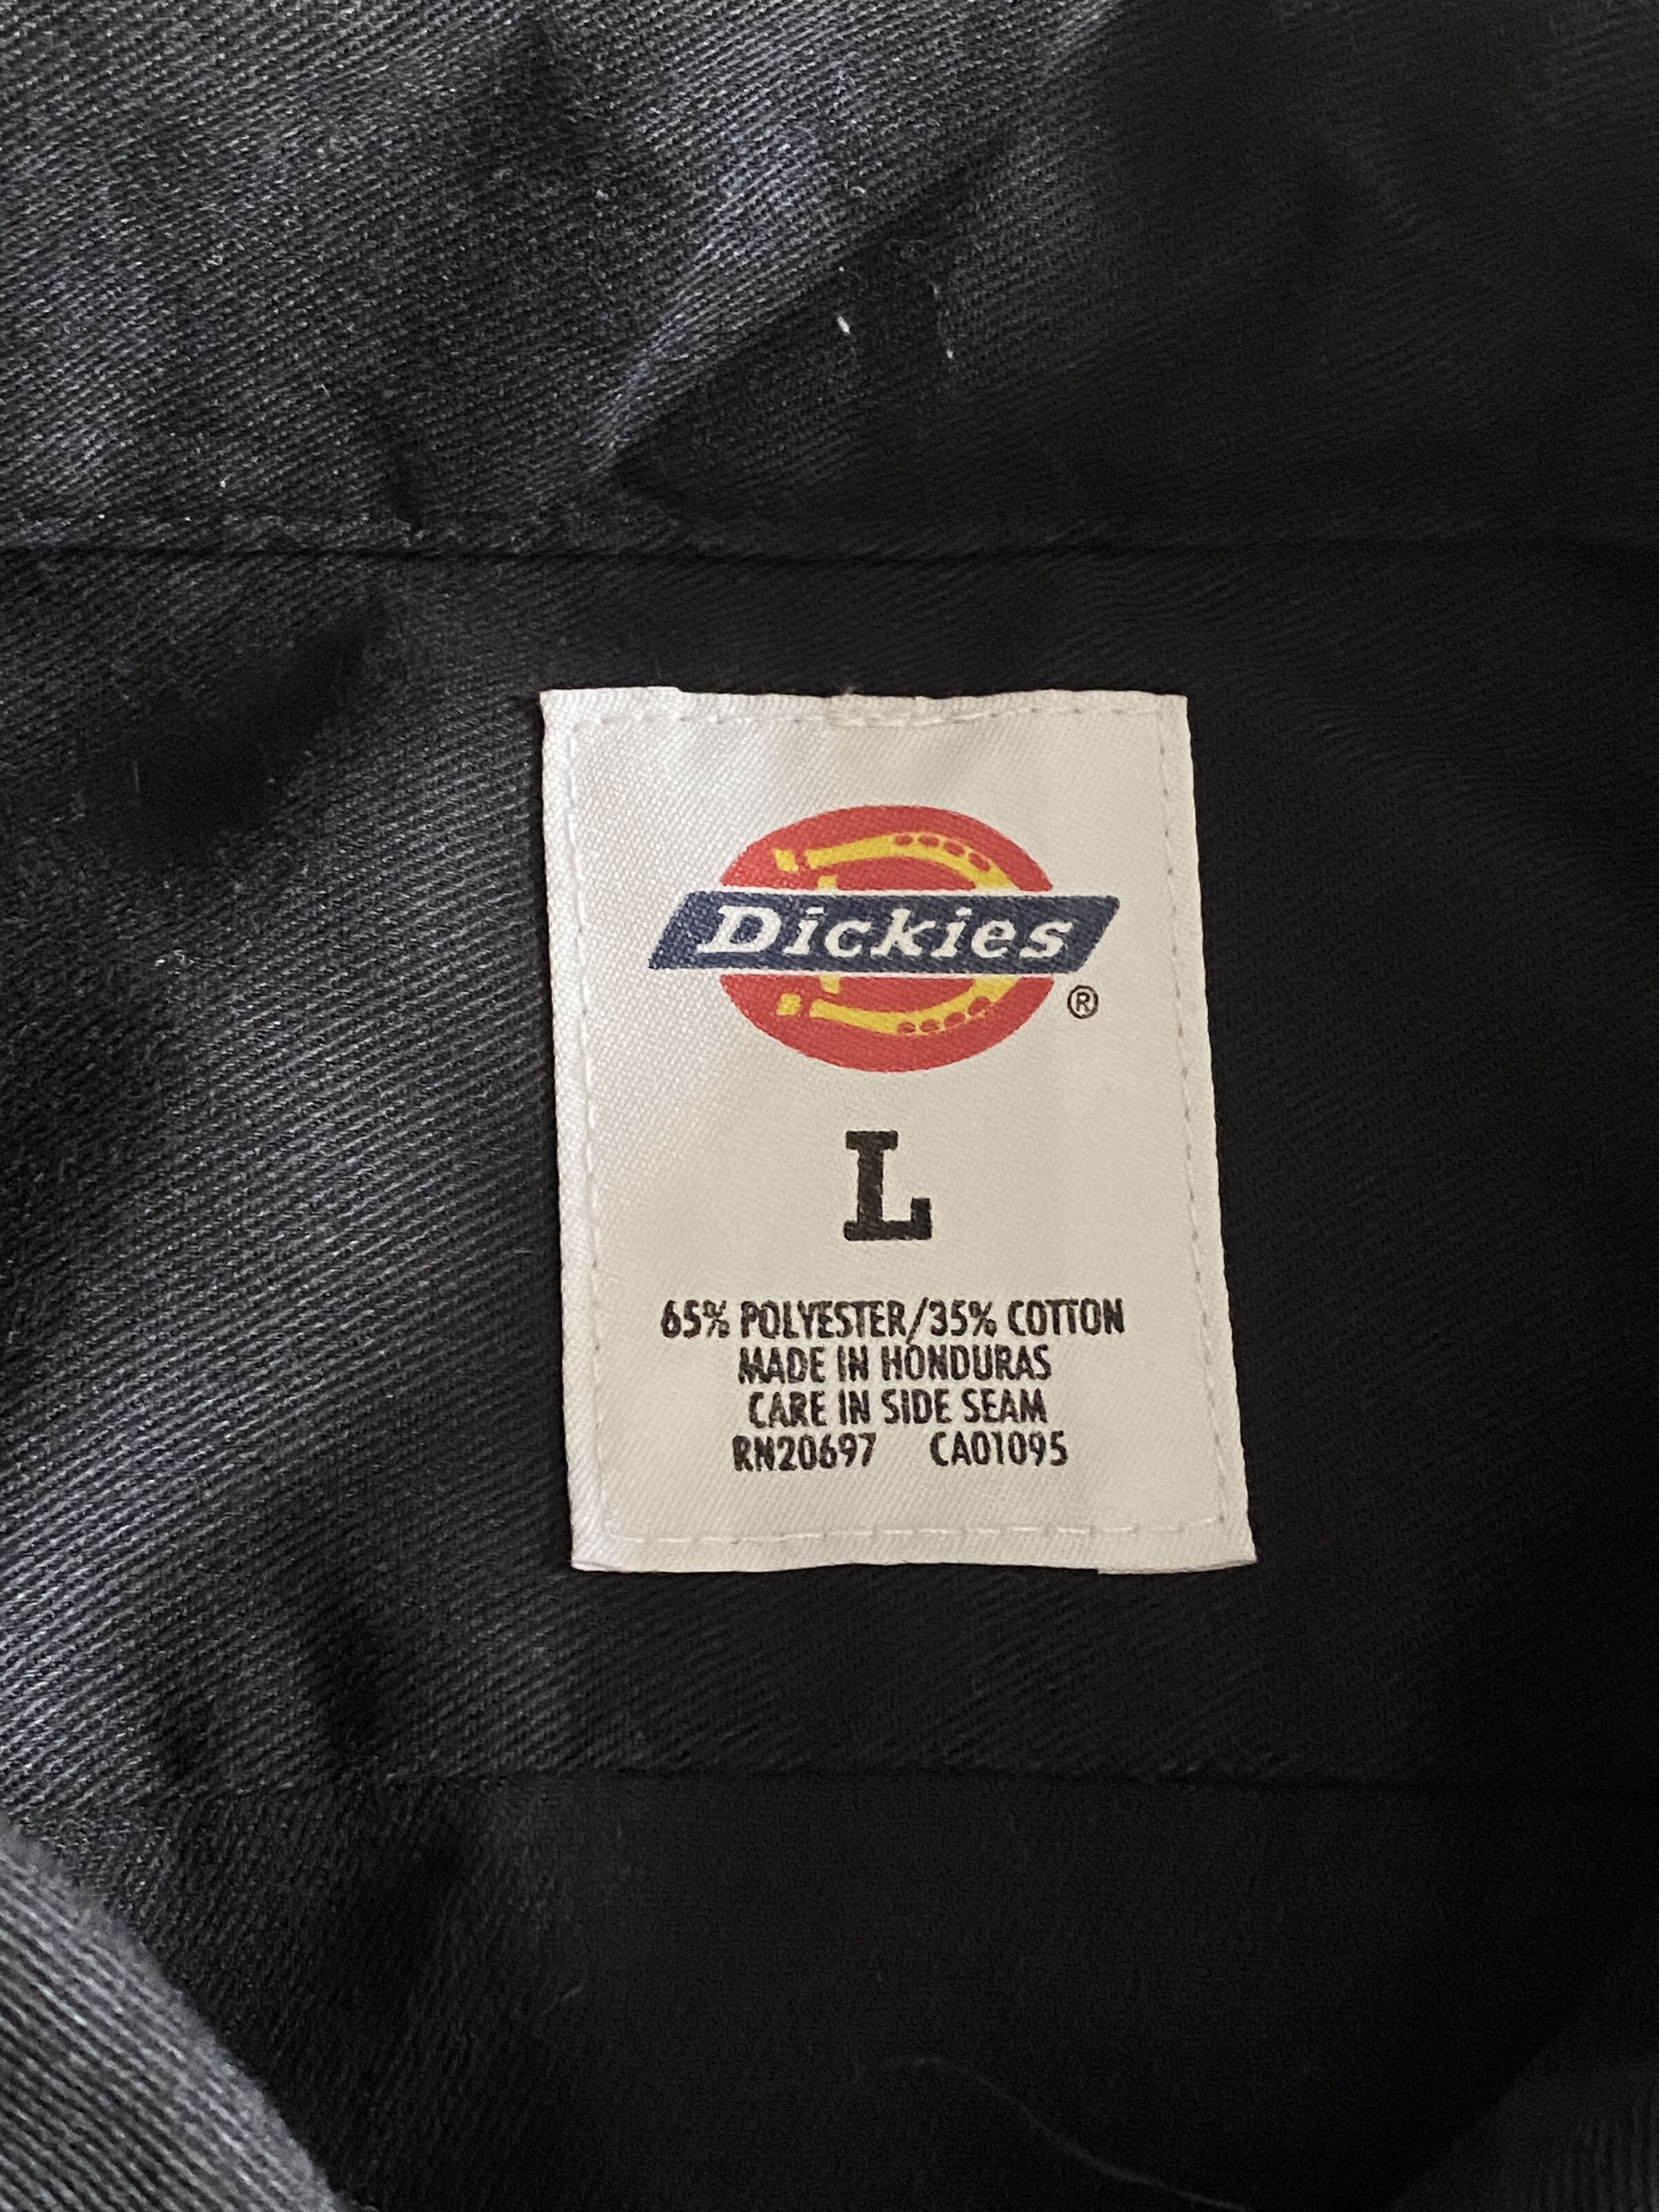 Dickies
®
L
65% POLYESTER/35% COTTON
MADE IN HONDURAS
CARE IN SIDE SEAM
RN20697 CA01095